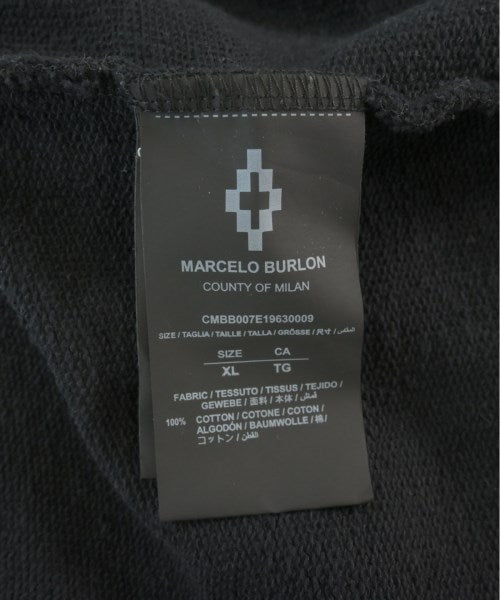 MARCELO BURLON
COUNTY OF MILAN
CMBB007E19630009
SIZE / TAGLIA / TAILLE / TALLA / GRÖSSE / 尺寸 / المقاس
SIZE CA
XL TG
FABRIC / TESSUTO / TISSUS / TEJIDO /
GEWEBE / 面料 / 本体 / قماش
100% COTTON / COTONE / COTON /
ALGODÓN / BAUMWOLLE / 棉/
コットン / القطن